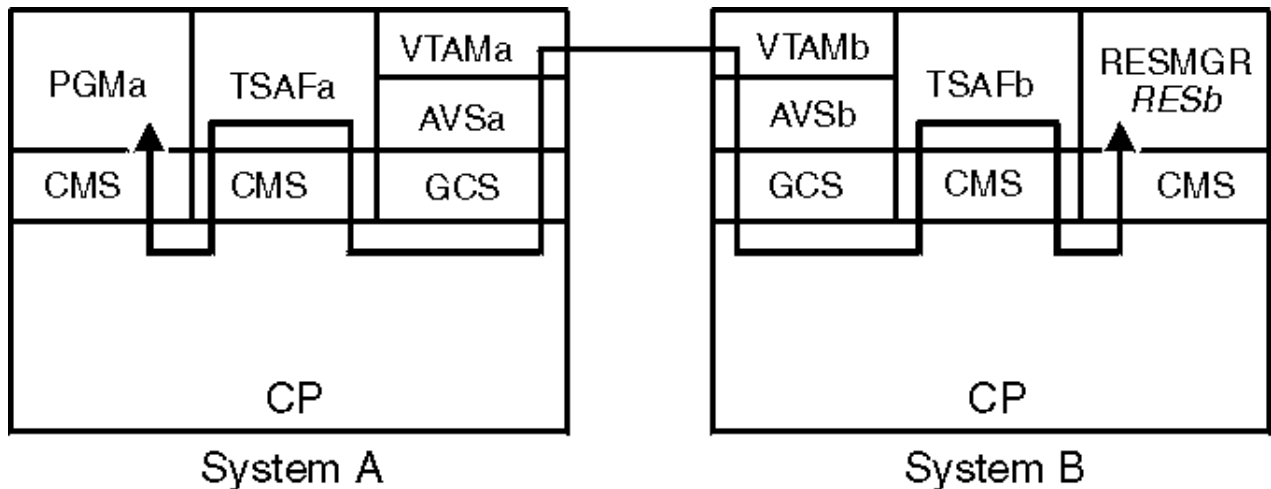 PGMa
TSAFa
VTAMa
AVSa
CMS
CMS
GCS
CP
System A
VTAMb
AVSb
TSAFb
RESMGR
RESb
GCS
CMS
CMS
CP
System B